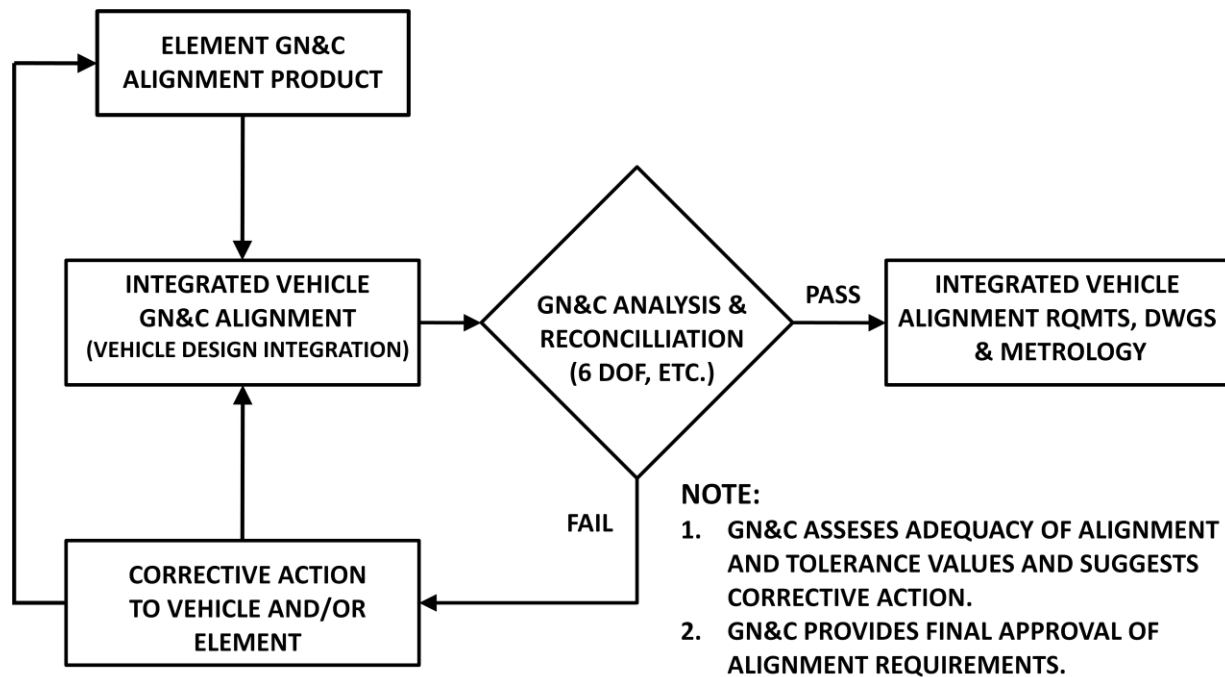 ELEMENT GN&C
ALIGNMENT PRODUCT
INTEGRATED VEHICLE
GN&C ALIGNMENT
(VEHICLE DESIGN INTEGRATION)
GN&C ANALYSIS &
RECONCILLIATION
(6 DOF, ETC.)
PASS
INTEGRATED VEHICLE
ALIGNMENT RQMTS, DWGS
& METROLOGY
FAIL
CORRECTIVE ACTION
TO VEHICLE AND/OR
ELEMENT
NOTE:
1. GN&C ASSESES ADEQUACY OF ALIGNMENT
AND TOLERANCE VALUES AND SUGGESTS
CORRECTIVE ACTION.
2. GN&C PROVIDES FINAL APPROVAL OF
ALIGNMENT REQUIREMENTS.